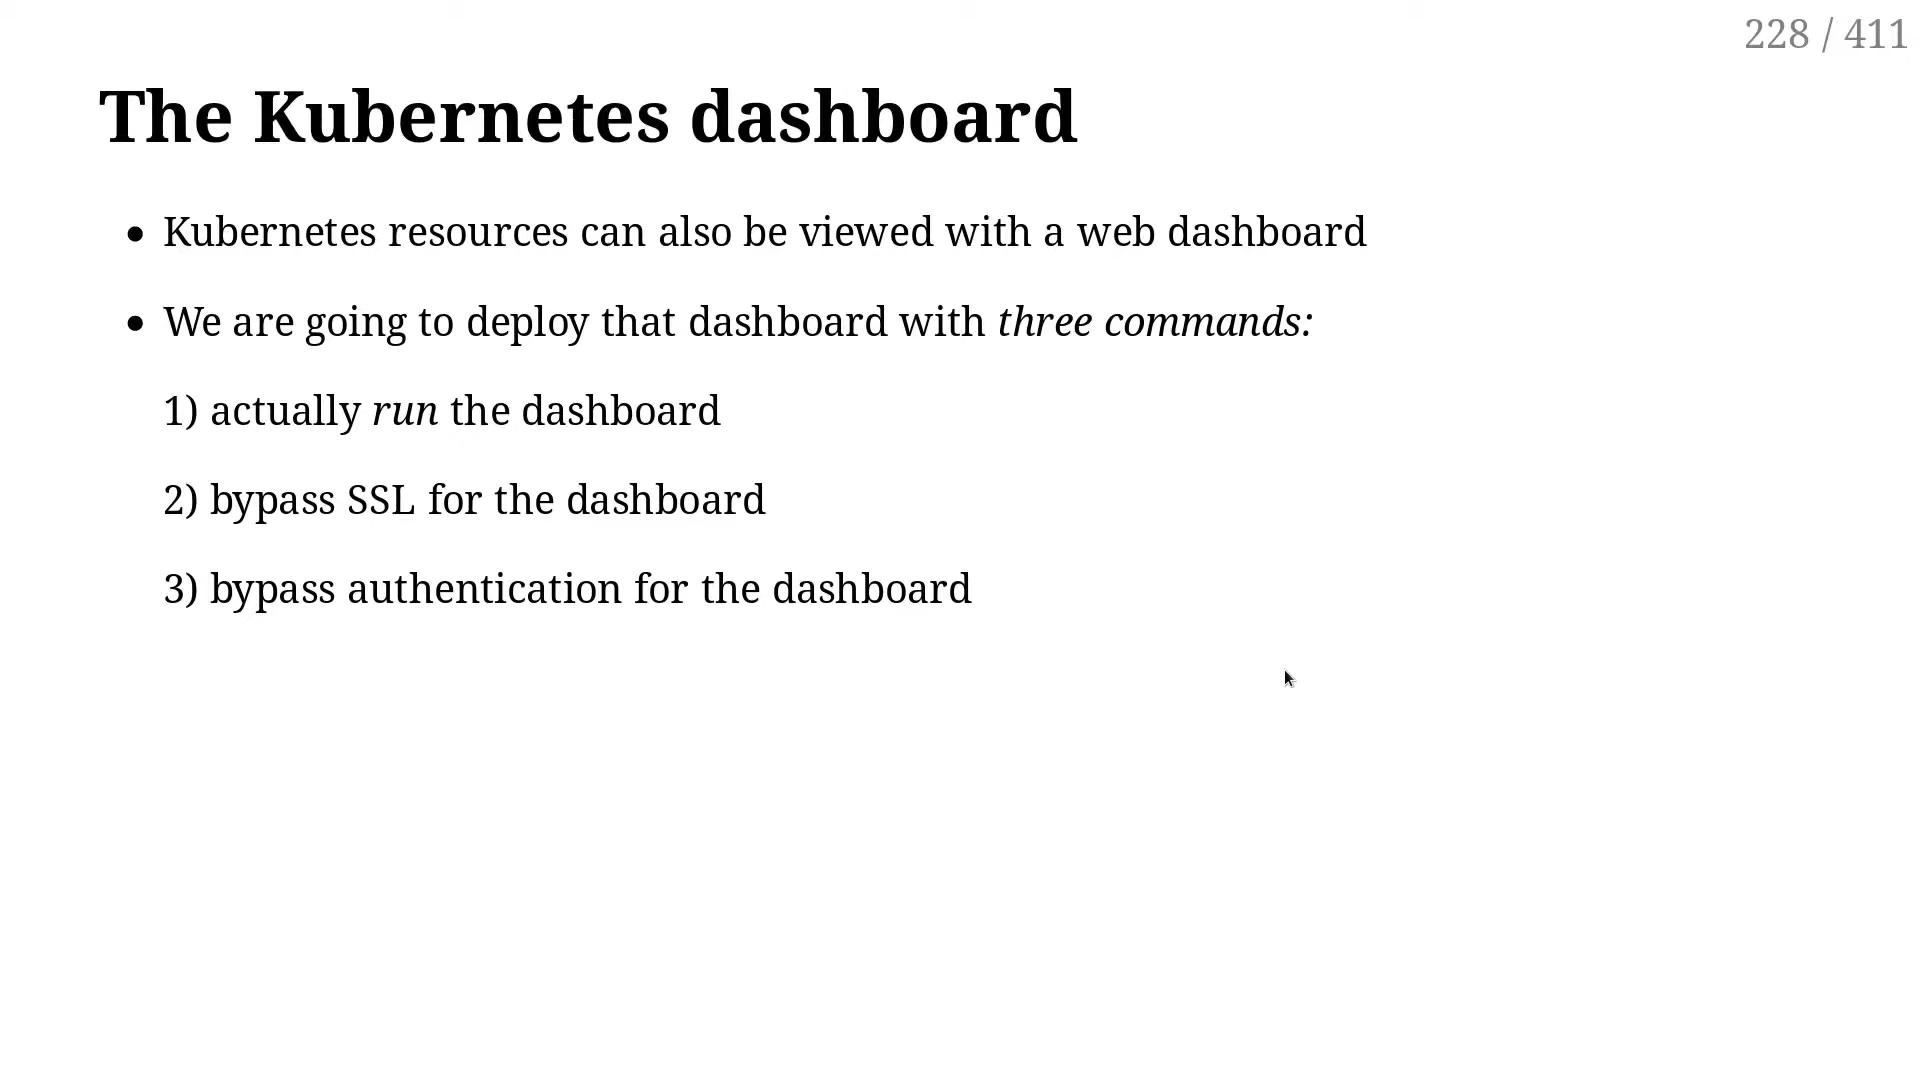 228 / 411
The Kubernetes dashboard
• Kubernetes resources can also be viewed with a web dashboard
• We are going to deploy that dashboard with three commands:
1) actually run the dashboard
2) bypass SSL for the dashboard
3) bypass authentication for the dashboard